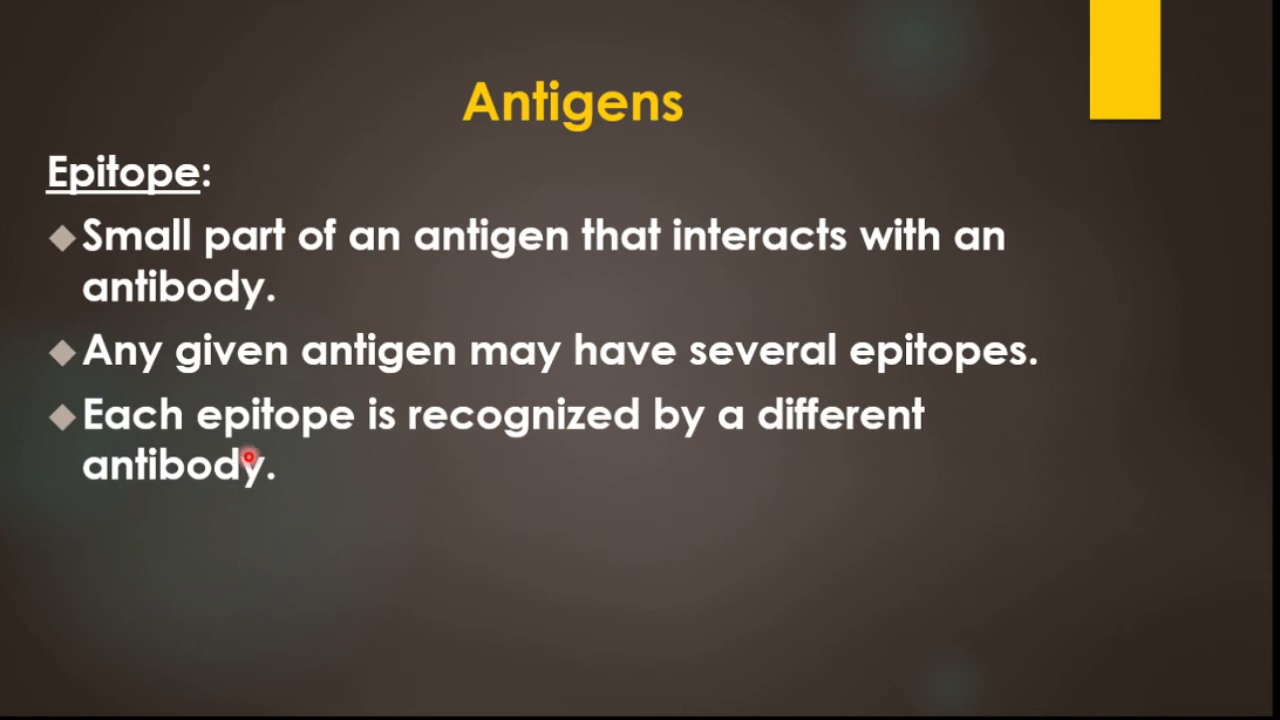 Antigens
Epitope:
Small part of an antigen that interacts with an
antibody.
Any given antigen may have several epitopes.
Each epitope is recognized by a different
antibody.